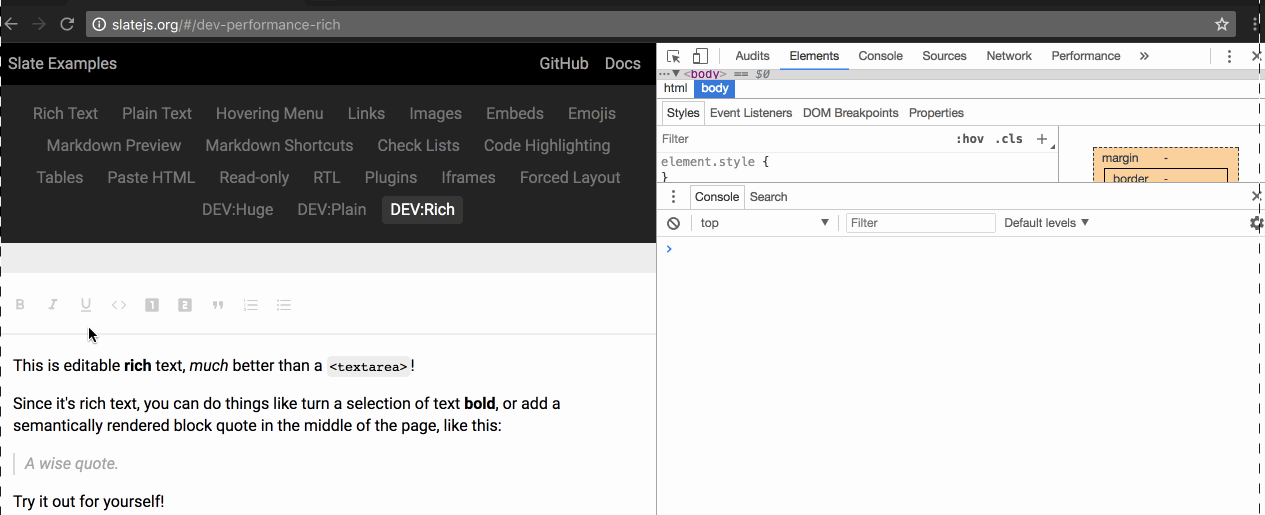 slatejs.org/#/dev-performance-rich
Slate Examples GitHub Docs
Rich Text Plain Text Hovering Menu Links Images Embeds Emojis
Markdown Preview Markdown Shortcuts Check Lists Code Highlighting
Tables Paste HTML Read-only RTL Plugins Iframes Forced Layout
DEV:Huge DEV:Plain DEV:Rich
B I U <> 1 2 "
This is editable rich text, much better than a <textarea>!
Since it's rich text, you can do things like turn a selection of text bold, or add a
semantically rendered block quote in the middle of the page, like this:
A wise quote.
Try it out for yourself!
Audits Elements Console Sources Network Performance »
…▼<body> == $0
html body
Styles Event Listeners DOM Breakpoints Properties
Filter :hov .cls +
element.style {
}
margin -
border -
Console Search
top ▼ Filter Default levels ▼
>